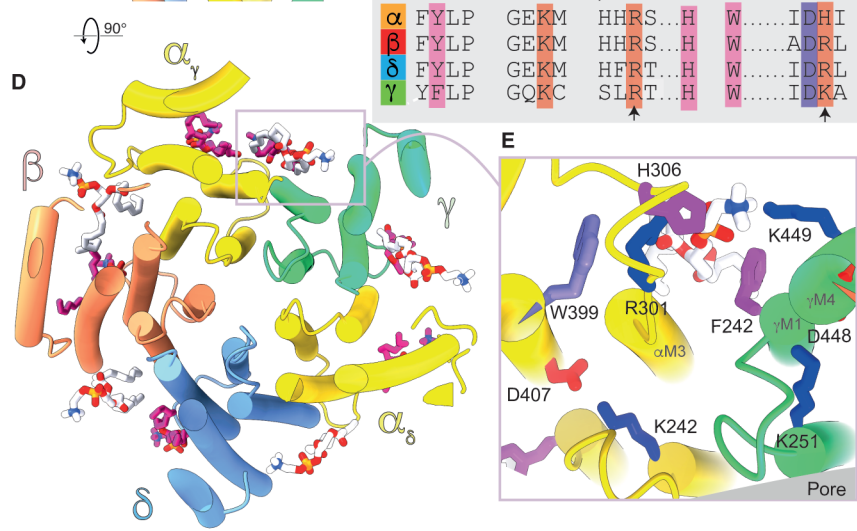 α FYLP GEKM HHRS...H W......IDHI
β FYLP GEKM HHRS...H W......ADRL
δ FYLP GEKM HFRT...H W......IDRL
γ YFLP GQKC SLRT...H W......IDKA
90°
D
αγ
β
γ
αδ
δ
E
H306
K449
W399
R301
F242
γM4
γM1
D448
αM3
D407
K242
K251
Pore